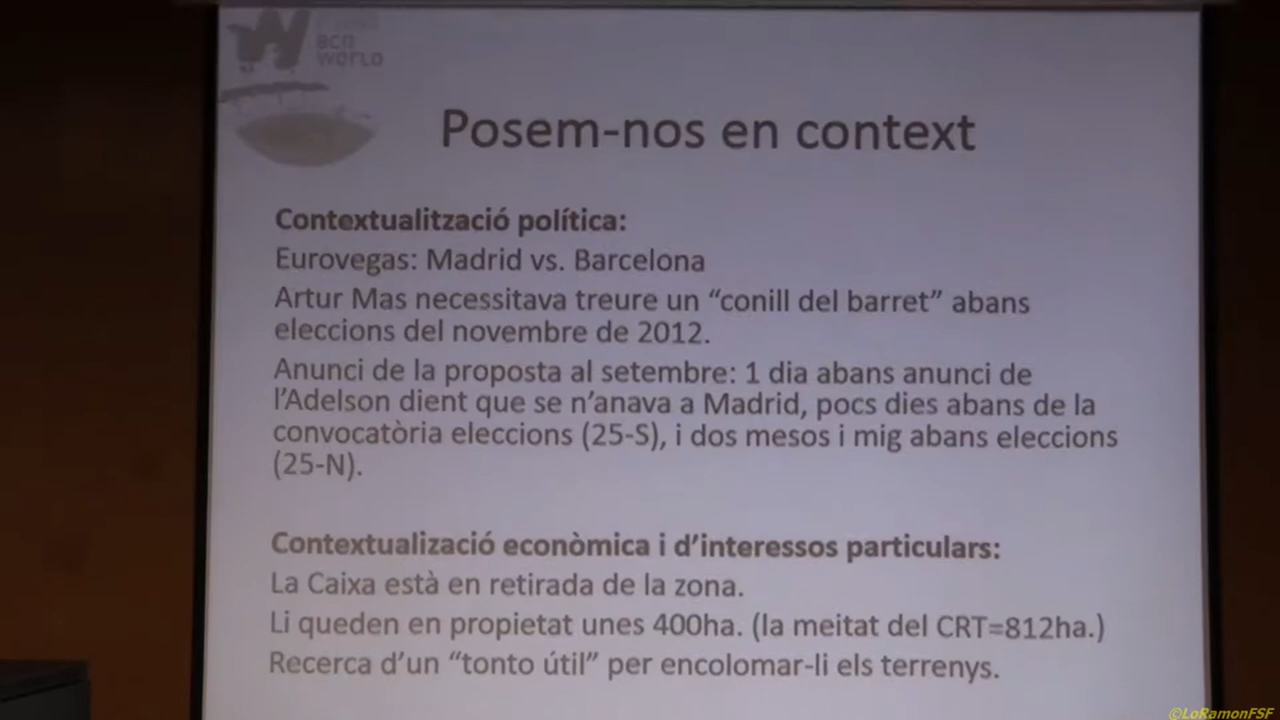 BCN
WORLD
Posem-nos en context
Contextualització política:
Eurovegas: Madrid vs. Barcelona
Artur Mas necessitava treure un “conill del barret” abans
eleccions del novembre de 2012.
Anunci de la proposta al setembre: 1 dia abans anunci de
l’Adelson dient que se n’anava a Madrid, pocs dies abans de la
convocatòria eleccions (25-S), i dos mesos i mig abans eleccions
(25-N).
Contextualizació econòmica i d’interessos particulars:
La Caixa està en retirada de la zona.
Li queden en propietat unes 400ha. (la meitat del CRT=812ha.)
Recerca d’un “tonto útil” per encolomar-li els terrenys.
©LoRamonFSF